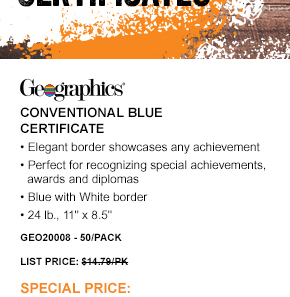 CERTIFICATES
Geographics®
CONVENTIONAL BLUE
CERTIFICATE
• Elegant border showcases any achievement
• Perfect for recognizing special achievements,
awards and diplomas
• Blue with White border
• 24 lb., 11" x 8.5"
GEO20008 - 50/PACK
LIST PRICE: $14.79/PK
SPECIAL PRICE: